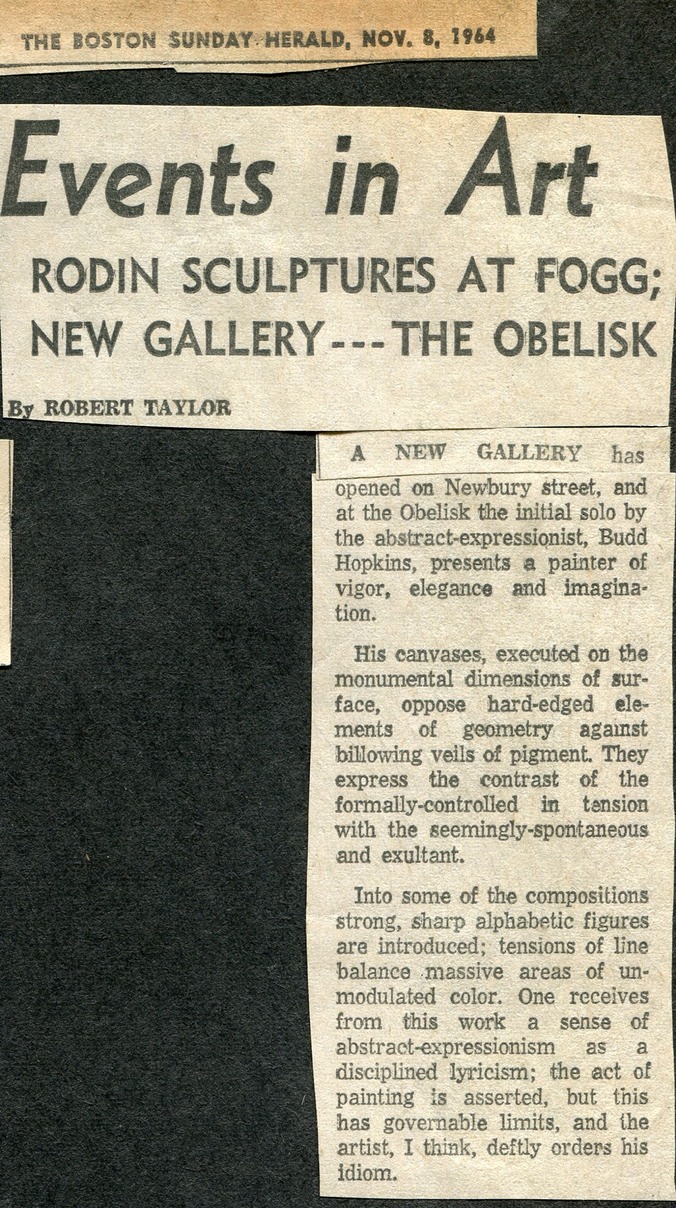 THE BOSTON SUNDAY HERALD, NOV. 8, 1964
Events in Art
RODIN SCULPTURES AT FOGG;
NEW GALLERY---THE OBELISK
By ROBERT TAYLOR
A NEW GALLERY has
opened on Newbury street, and
at the Obelisk the initial solo by
the abstract-expressionist, Budd
Hopkins, presents a painter of
vigor, elegance and imagina-
tion.
His canvases, executed on the
monumental dimensions of sur-
face, oppose hard-edged ele-
ments of geometry against
billowing veils of pigment. They
express the contrast of the
formally-controlled in tension
with the seemingly-spontaneous
and exultant.
Into some of the compositions
strong, sharp alphabetic figures
are introduced; tensions of line
balance massive areas of un-
modulated color. One receives
from this work a sense of
abstract-expressionism as a
disciplined lyricism; the act of
painting is asserted, but this
has governable limits, and the
artist, I think, deftly orders his
idiom.